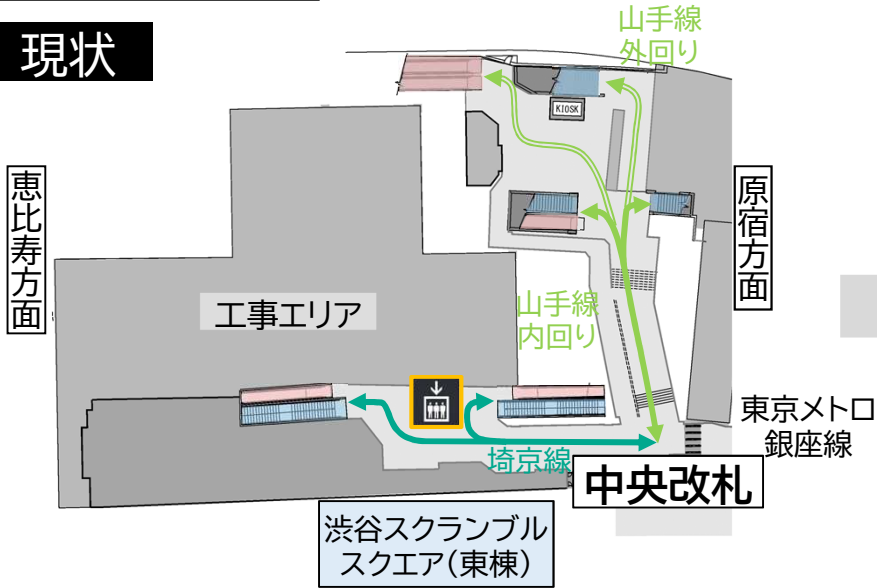 現状
山手線
外回り
KIOSK
恵比寿方面
原宿方面
工事エリア
山手線
内回り
東京メトロ
銀座線
埼京線
中央改札
渋谷スクランブル
スクエア(東棟)